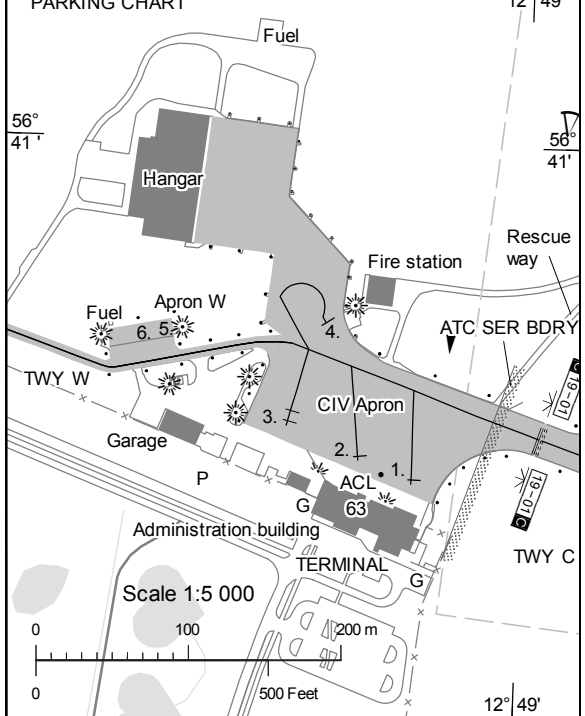 PARKING CHART
12° 49'
Fuel
56°
41'
56°
41'
Hangar
Rescue
way
Fire station
Fuel
Apron W
6.
5.
4.
ATC SER BDRY
TWY W
19-01 C
3.
CIV Apron
2.
1.
Garage
P
G
ACL
63
C 19-01
Administration building
TERMINAL
G
TWY C
Scale 1:5 000
0 100 200 m
0 500 Feet
12° 49'